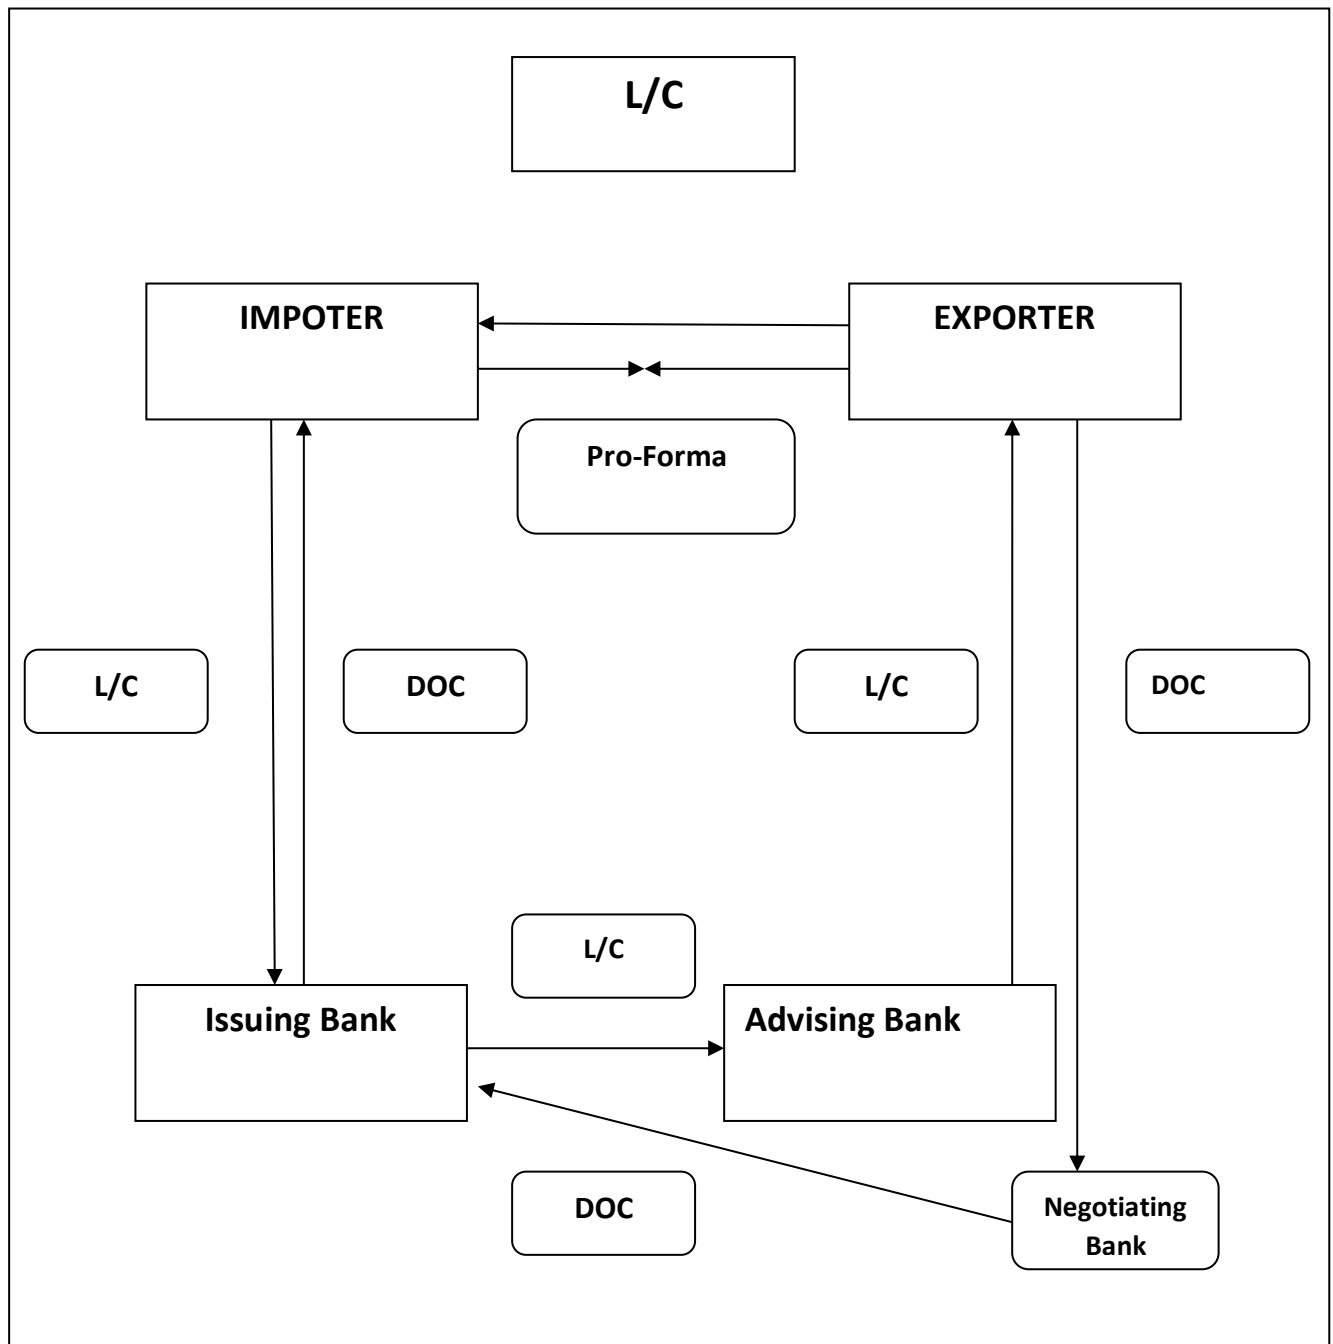 L/C
IMPOTER
EXPORTER
Pro-Forma
L/C
DOC
L/C
DOC
L/C
Issuing Bank
Advising Bank
DOC
Negotiating
Bank